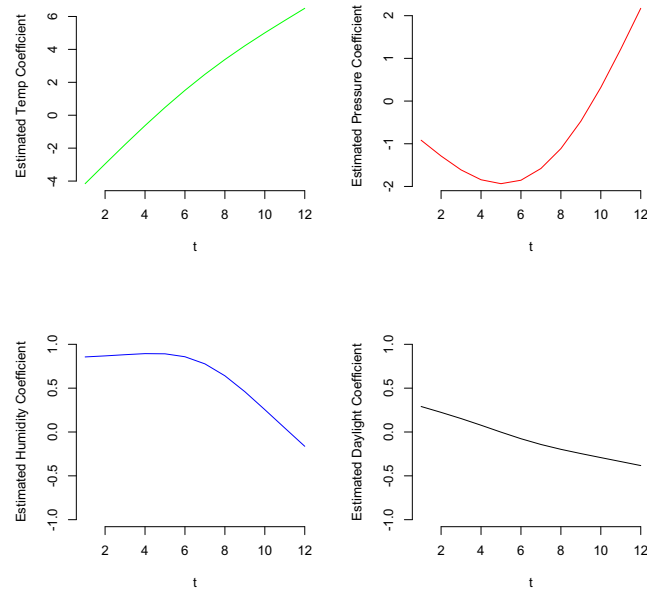 Estimated Temp Coefficient
6
4
2
0
-2
-4
2 4 6 8 10 12
t
Estimated Pressure Coefficient
2
1
0
-1
-2
2 4 6 8 10 12
t
Estimated Humidity Coefficient
1.0
0.5
0.0
-0.5
-1.0
2 4 6 8 10 12
t
Estimated Daylight Coefficient
1.0
0.5
0.0
-0.5
-1.0
2 4 6 8 10 12
t